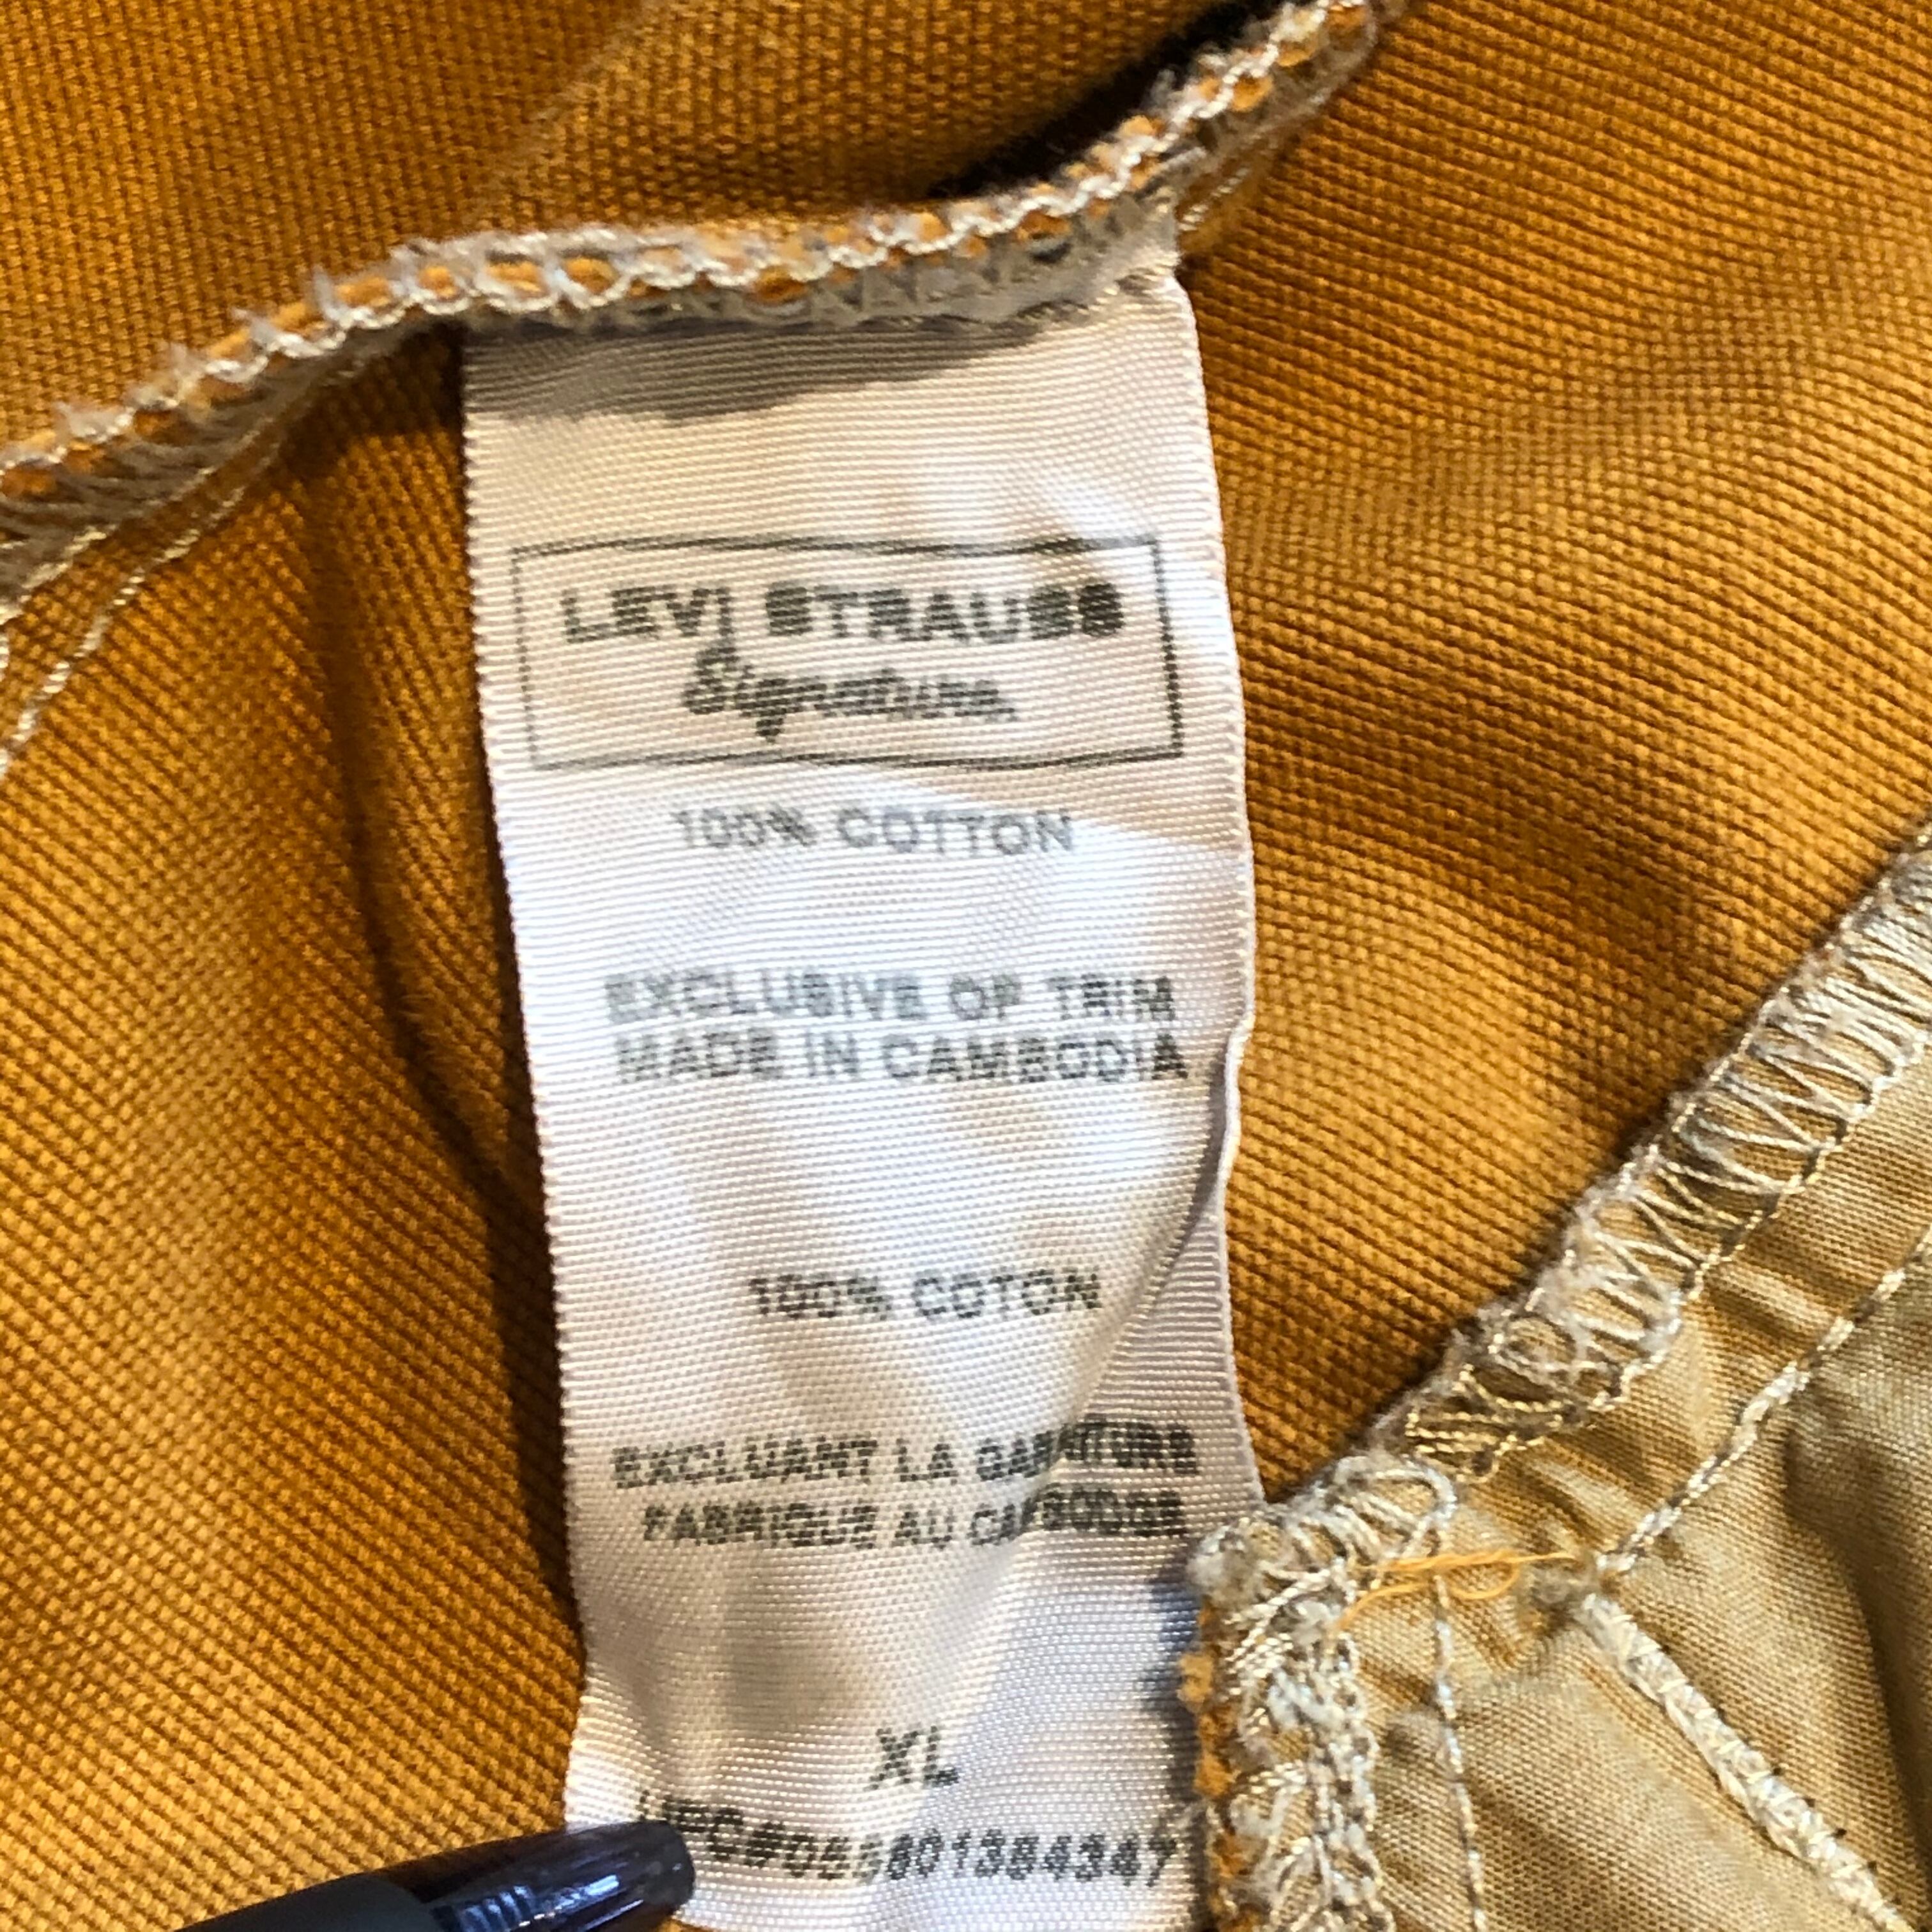 LEVI STRAUSS
Signature
100% COTTON
EXCLUSIVE OF TRIM
MADE IN CAMBODIA
100% COTON
EXCLUANT LA GARNITURE
FABRIQUE AU CAMBODGE
XL